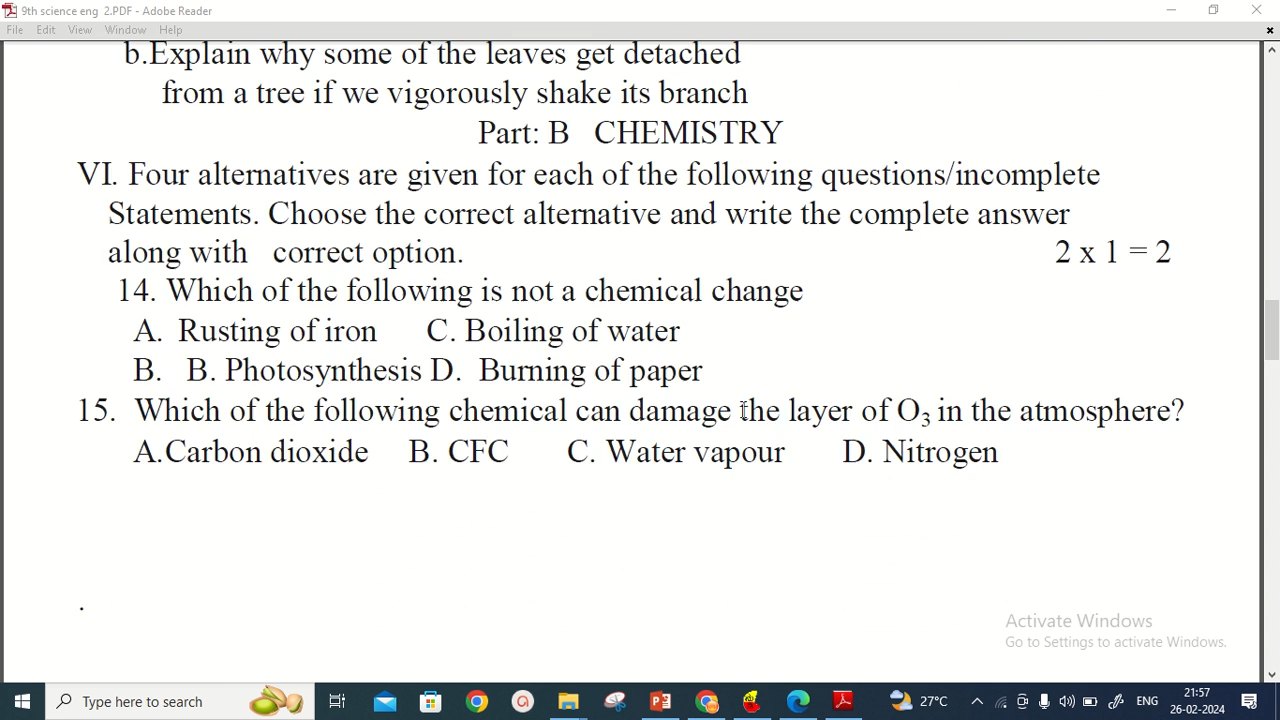 9th science eng 2.PDF - Adobe Reader
File Edit View Window Help
b.Explain why some of the leaves get detached
from a tree if we vigorously shake its branch
Part: B CHEMISTRY
VI. Four alternatives are given for each of the following questions/incomplete
Statements. Choose the correct alternative and write the complete answer
along with correct option. 2 x 1 = 2
14. Which of the following is not a chemical change
A. Rusting of iron C. Boiling of water
B. B. Photosynthesis D. Burning of paper
15. Which of the following chemical can damage the layer of O₃ in the atmosphere?
A.Carbon dioxide B. CFC C. Water vapour D. Nitrogen
.
Activate Windows
Go to Settings to activate Windows.
Type here to search
27°C
ENG
21:57
26-02-2024